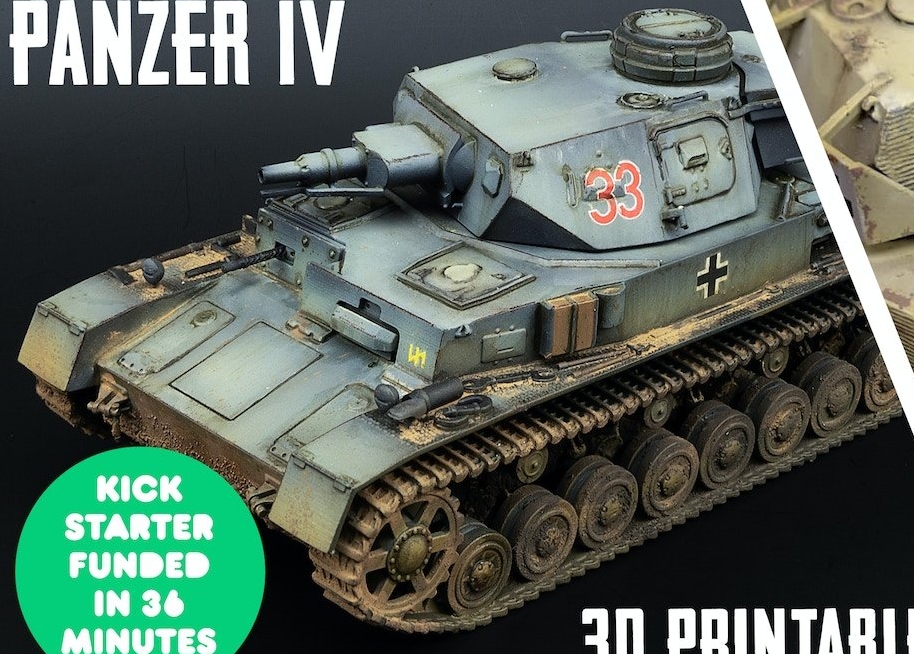 PANZER IV
33
KICK
STARTER
FUNDED
IN 36
MINUTES
3D PRINTABL